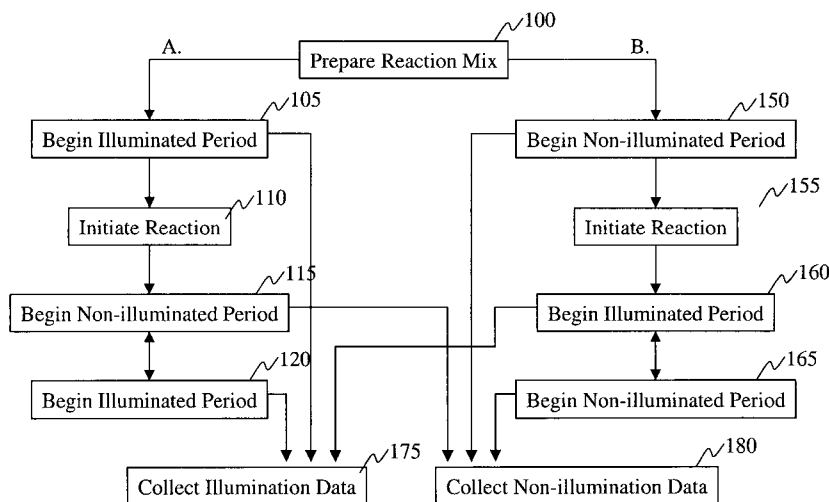 100
A.
B.
Prepare Reaction Mix
105
150
Begin Illuminated Period
Begin Non-illuminated Period
110
155
Initiate Reaction
Initiate Reaction
115
160
Begin Non-illuminated Period
Begin Illuminated Period
120
165
Begin Illuminated Period
Begin Non-illuminated Period
175
180
Collect Illumination Data
Collect Non-illumination Data